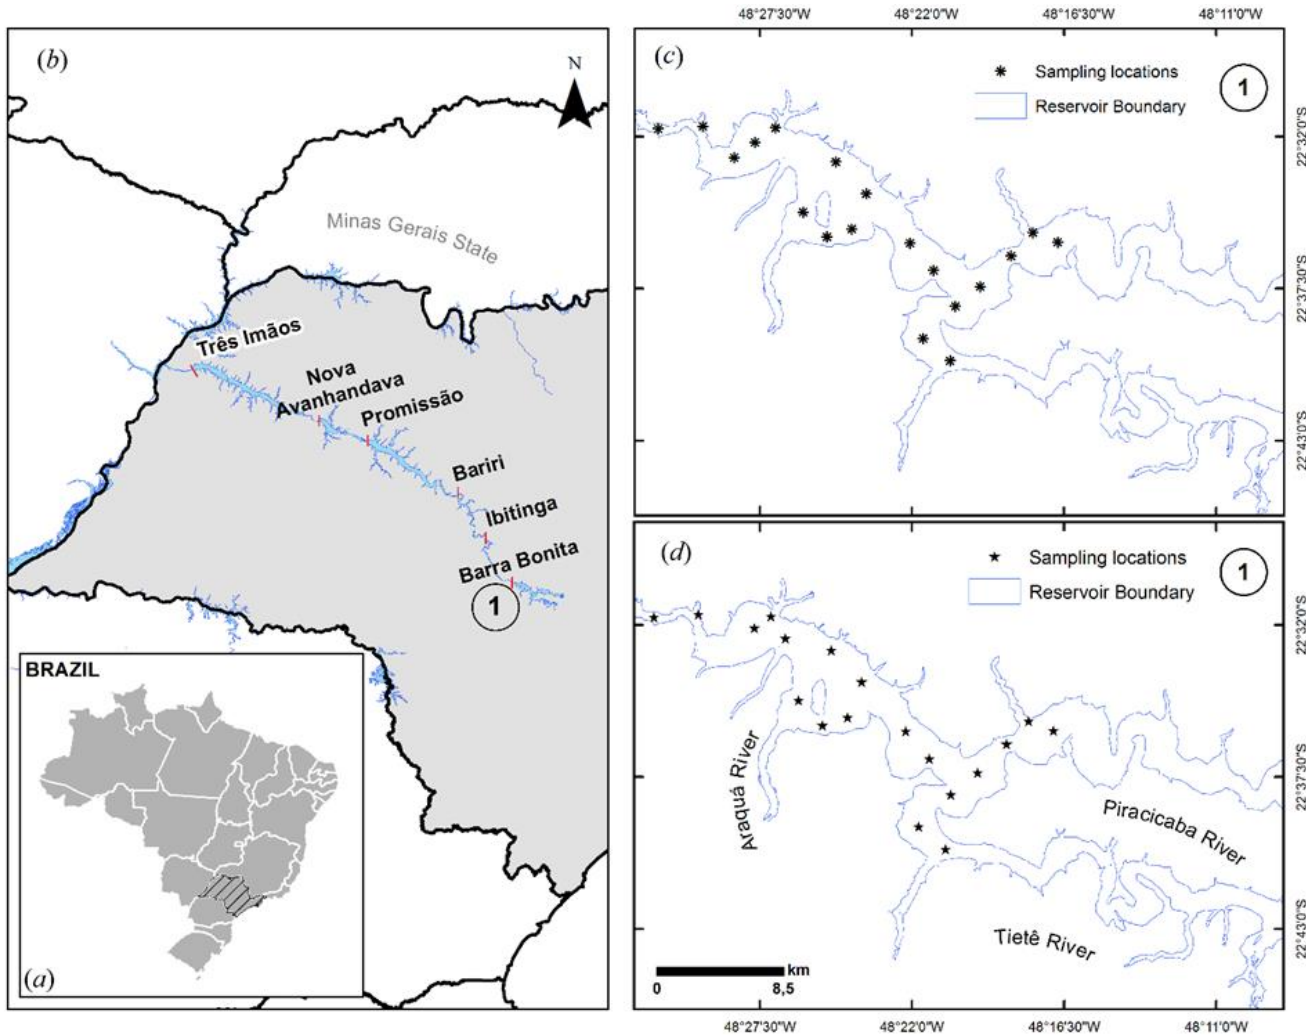 48°27'30"W 48°22'0"W 48°16'30"W 48°11'0"W
(b)
N
Minas Gerais State
Três Imãos
Nova
Avanhandava
Promissão
Bariri
Ibitinga
Barra Bonita
1
BRAZIL
(a)
(c)
Sampling locations
Reservoir Boundary
1
22°32'0"S
22°37'30"S
22°43'0"S
(d)
Sampling locations
Reservoir Boundary
1
22°32'0"S
22°37'30"S
22°43'0"S
Araquá River
Piracicaba River
Tietê River
km
0 8,5
48°27'30"W 48°22'0"W 48°16'30"W 48°11'0"W